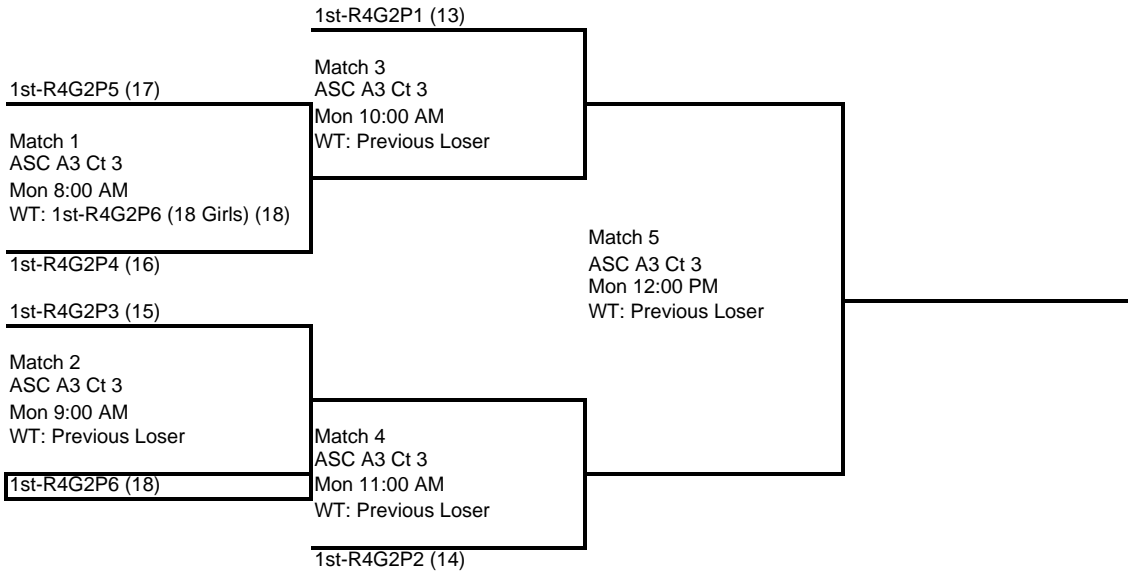 1st-R4G2P1 (13)
Match 3
ASC A3 Ct 3
Mon 10:00 AM
WT: Previous Loser
1st-R4G2P5 (17)
Match 1
ASC A3 Ct 3
Mon 8:00 AM
WT: 1st-R4G2P6 (18 Girls) (18)
1st-R4G2P4 (16)
Match 5
ASC A3 Ct 3
Mon 12:00 PM
WT: Previous Loser
1st-R4G2P3 (15)
Match 2
ASC A3 Ct 3
Mon 9:00 AM
WT: Previous Loser
1st-R4G2P6 (18)
Match 4
ASC A3 Ct 3
Mon 11:00 AM
WT: Previous Loser
1st-R4G2P2 (14)